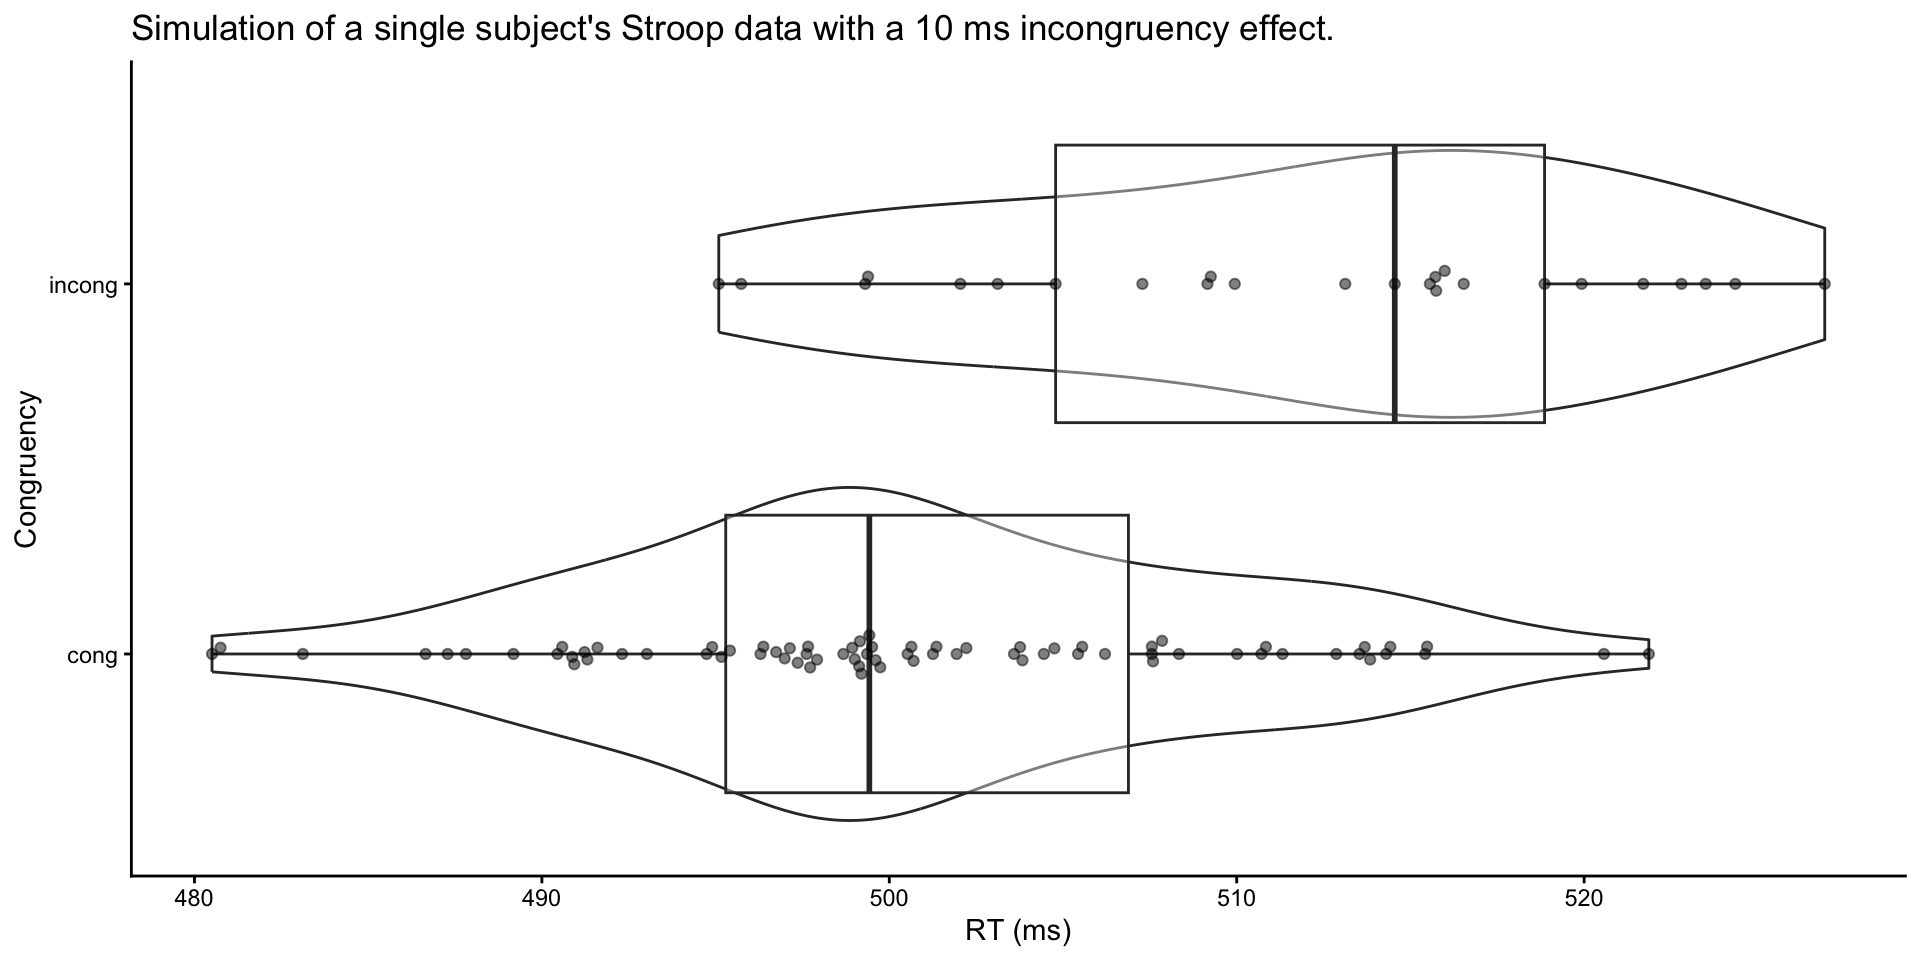 Simulation of a single subject's Stroop data with a 10 ms incongruency effect.
Congruency
incong
cong
480 490 500 510 520
RT (ms)